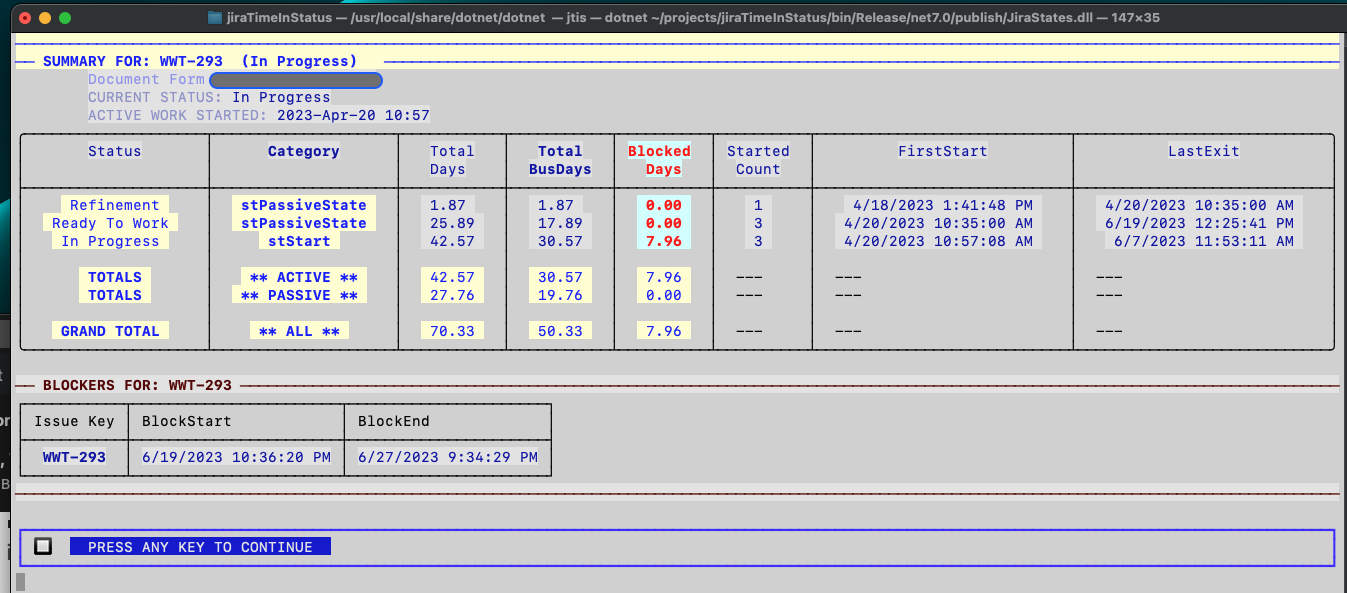 jiraTimeInStatus — /usr/local/share/dotnet/dotnet — jtis — dotnet ~/projects/jiraTimeInStatus/bin/Release/net7.0/publish/JiraStates.dll — 147×35
SUMMARY FOR: WWT-293 (In Progress)
Document Form
CURRENT STATUS: In Progress
ACTIVE WORK STARTED: 2023-Apr-20 10:57
Status Category Total Days Total BusDays Blocked Days Started Count FirstStart LastExit
Refinement stPassiveState 1.87 1.87 0.00 1 4/18/2023 1:41:48 PM 4/20/2023 10:35:00 AM
Ready To Work stPassiveState 25.89 17.89 0.00 3 4/20/2023 10:35:00 AM 6/19/2023 12:25:41 PM
In Progress stStart 42.57 30.57 7.96 3 4/20/2023 10:57:08 AM 6/7/2023 11:53:11 AM
TOTALS ** ACTIVE ** 42.57 30.57 7.96 --- --- ---
TOTALS ** PASSIVE ** 27.76 19.76 0.00 --- --- ---
GRAND TOTAL ** ALL ** 70.33 50.33 7.96 --- --- ---
BLOCKERS FOR: WWT-293
Issue Key BlockStart BlockEnd
WWT-293 6/19/2023 10:36:20 PM 6/27/2023 9:34:29 PM
PRESS ANY KEY TO CONTINUE